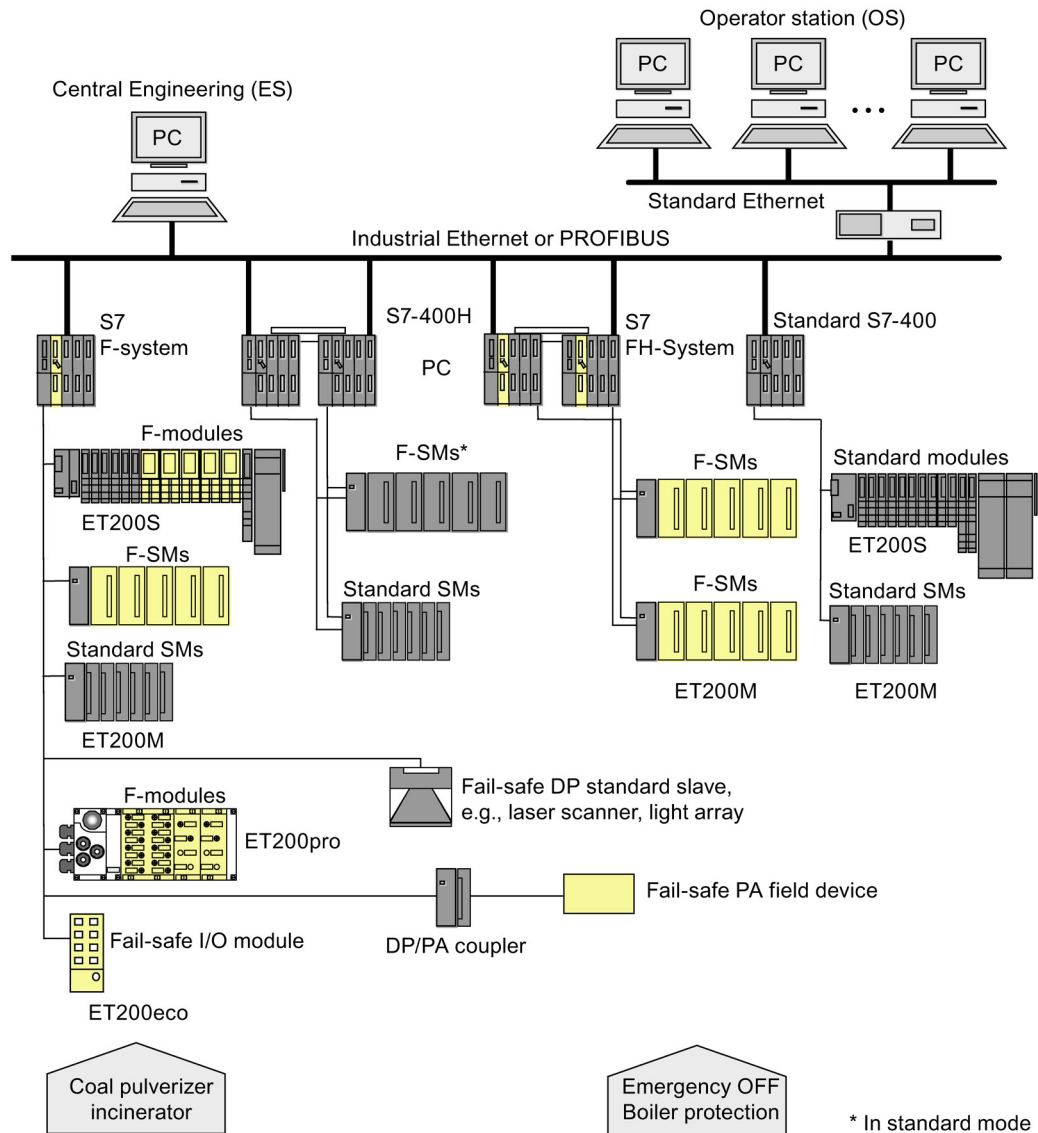 Operator station (OS)
PC
PC
PC
Central Engineering (ES)
PC
Standard Ethernet
Industrial Ethernet or PROFIBUS
S7
F-system
S7-400H
PC
S7
FH-System
Standard S7-400
F-modules
ET200S
F-SMs*
F-SMs
Standard modules
ET200S
F-SMs
Standard SMs
F-SMs
Standard SMs
Standard SMs
ET200M
ET200M
ET200M
F-modules
ET200pro
Fail-safe DP standard slave,
e.g., laser scanner, light array
Fail-safe PA field device
DP/PA coupler
Fail-safe I/O module
ET200eco
Coal pulverizer
incinerator
Emergency OFF
Boiler protection
* In standard mode